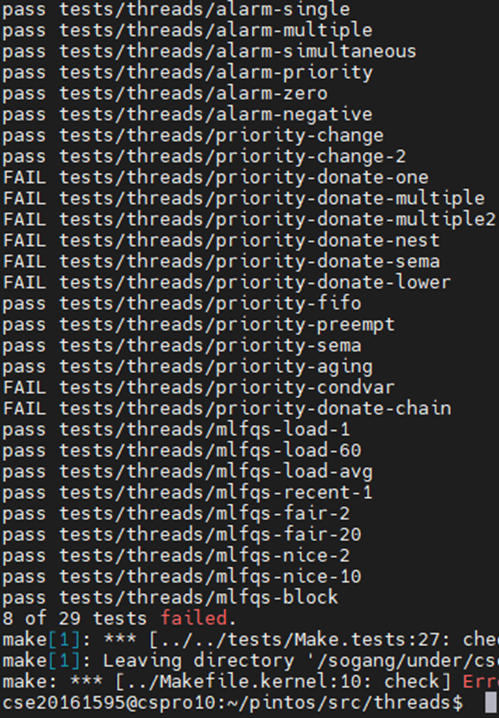 pass tests/threads/alarm-single
pass tests/threads/alarm-multiple
pass tests/threads/alarm-simultaneous
pass tests/threads/alarm-priority
pass tests/threads/alarm-zero
pass tests/threads/alarm-negative
pass tests/threads/priority-change
pass tests/threads/priority-change-2
FAIL tests/threads/priority-donate-one
FAIL tests/threads/priority-donate-multiple
FAIL tests/threads/priority-donate-multiple2
FAIL tests/threads/priority-donate-nest
FAIL tests/threads/priority-donate-sema
FAIL tests/threads/priority-donate-lower
pass tests/threads/priority-fifo
pass tests/threads/priority-preempt
pass tests/threads/priority-sema
pass tests/threads/priority-aging
FAIL tests/threads/priority-condvar
FAIL tests/threads/priority-donate-chain
pass tests/threads/mlfqs-load-1
pass tests/threads/mlfqs-load-60
pass tests/threads/mlfqs-load-avg
pass tests/threads/mlfqs-recent-1
pass tests/threads/mlfqs-fair-2
pass tests/threads/mlfqs-fair-20
pass tests/threads/mlfqs-nice-2
pass tests/threads/mlfqs-nice-10
pass tests/threads/mlfqs-block
8 of 29 tests failed.
make[1]: *** [../../tests/Make.tests:27: che
make[1]: Leaving directory '/sogang/under/cs
make: *** [../Makefile.kernel:10: check] Err
cse20161595@cspro10:~/pintos/src/threads$